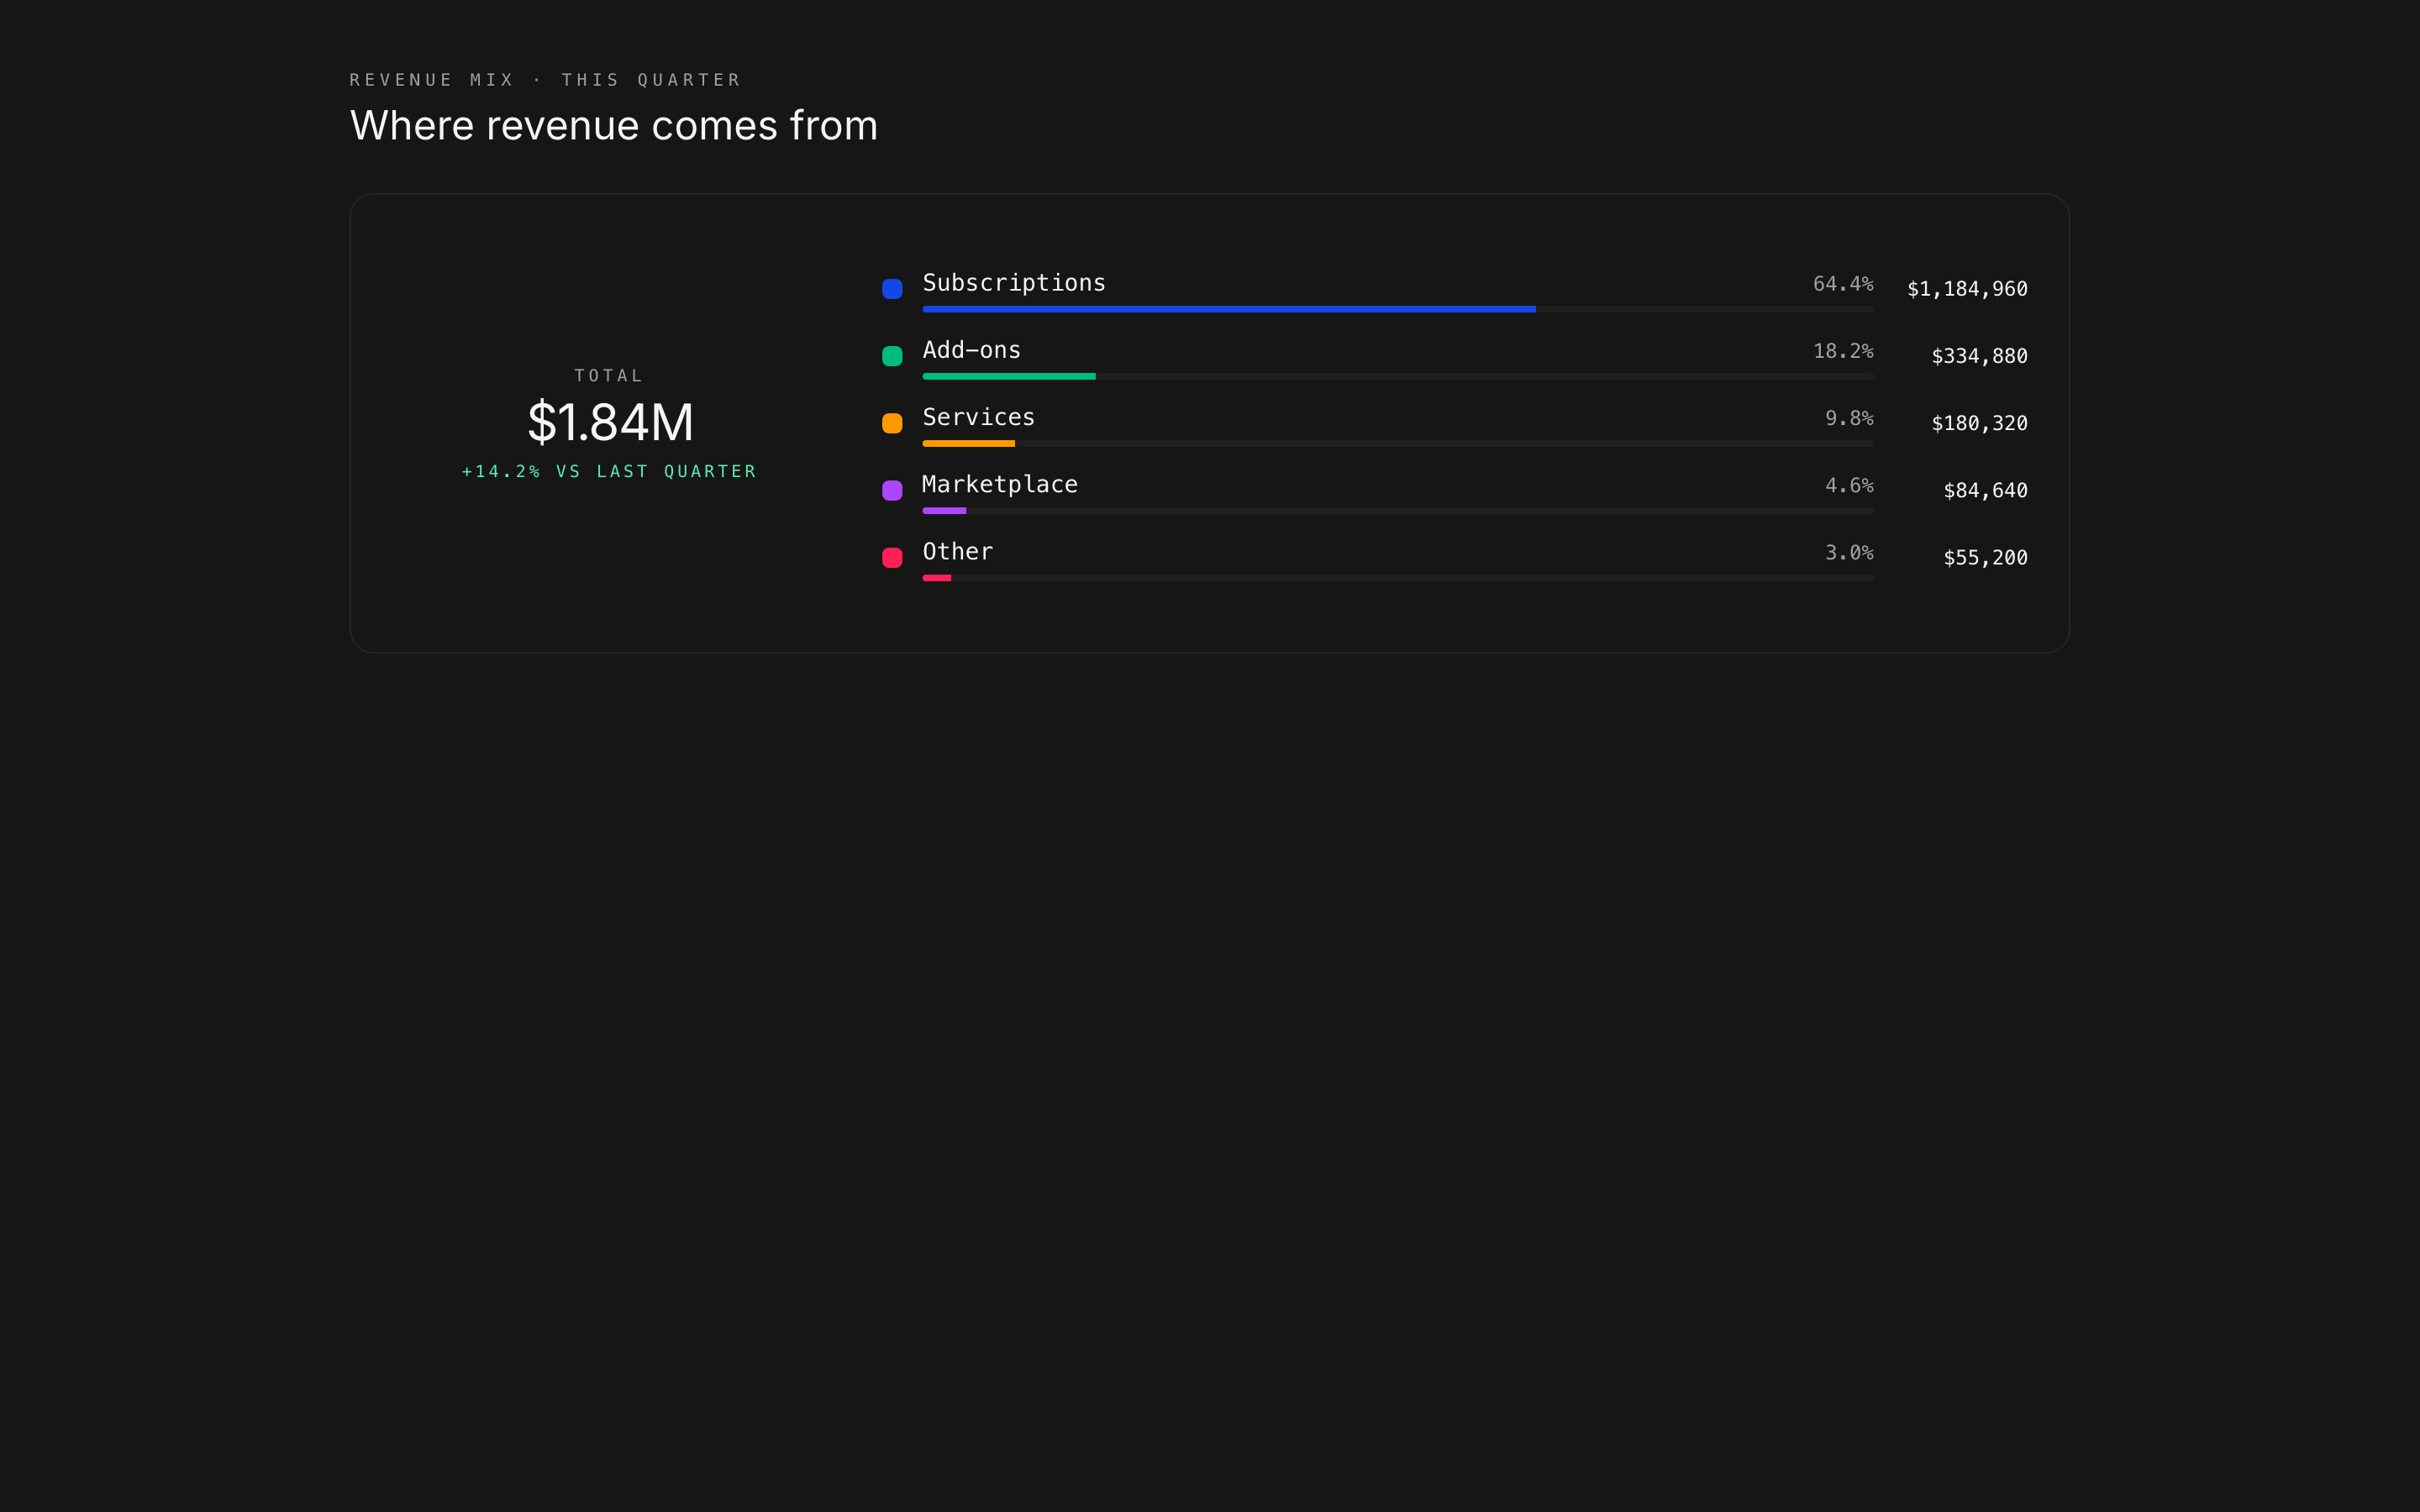 REVENUE MIX · THIS QUARTER
Where revenue comes from
TOTAL
$1.84M
+14.2% VS LAST QUARTER
Subscriptions 64.4% $1,184,960
Add-ons 18.2% $334,880
Services 9.8% $180,320
Marketplace 4.6% $84,640
Other 3.0% $55,200